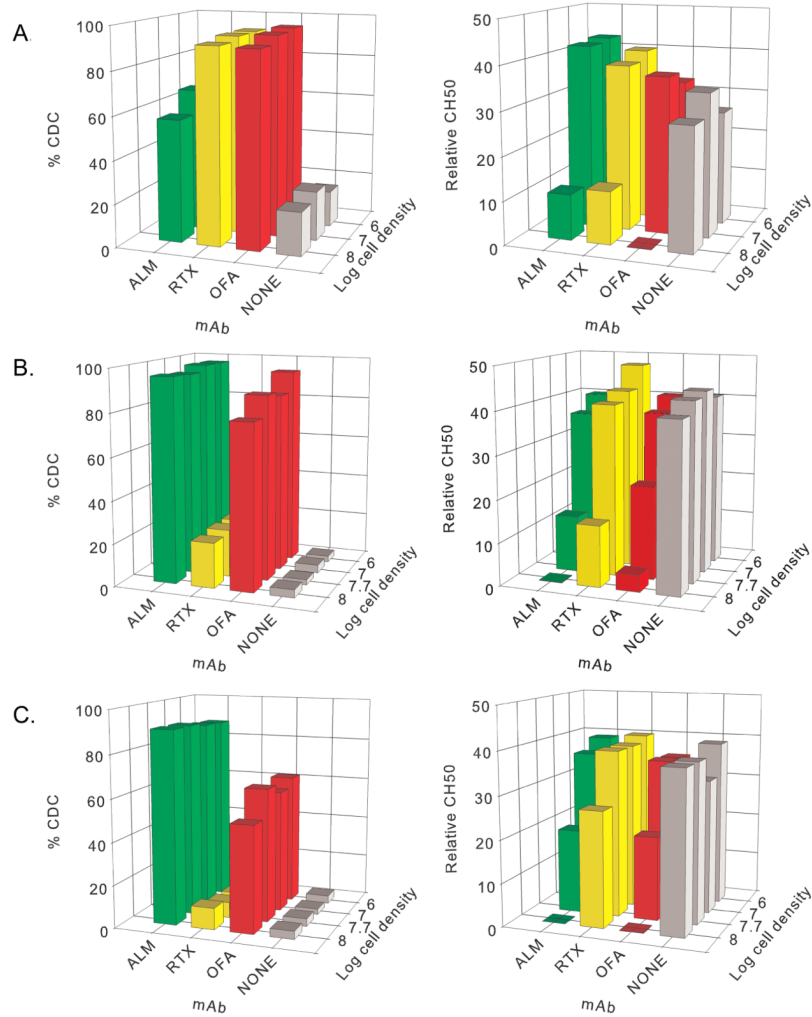 A.
% CDC
100
80
60
40
20
0
ALM
RTX
OFA
NONE
mAb
6
7
8
Log cell density
Relative CH50
50
40
30
20
10
0
ALM
RTX
OFA
NONE
mAb
6
7
8
Log cell density
B.
% CDC
100
80
60
40
20
0
ALM
RTX
OFA
NONE
mAb
6
7
7.7
8
Log cell density
Relative CH50
50
40
30
20
10
0
ALM
RTX
OFA
NONE
mAb
6
7
7.7
8
Log cell density
C.
% CDC
100
80
60
40
20
0
ALM
RTX
OFA
NONE
mAb
6
7
7.7
8
Log cell density
Relative CH50
50
40
30
20
10
0
ALM
RTX
OFA
NONE
mAb
6
7
7.7
8
Log cell density